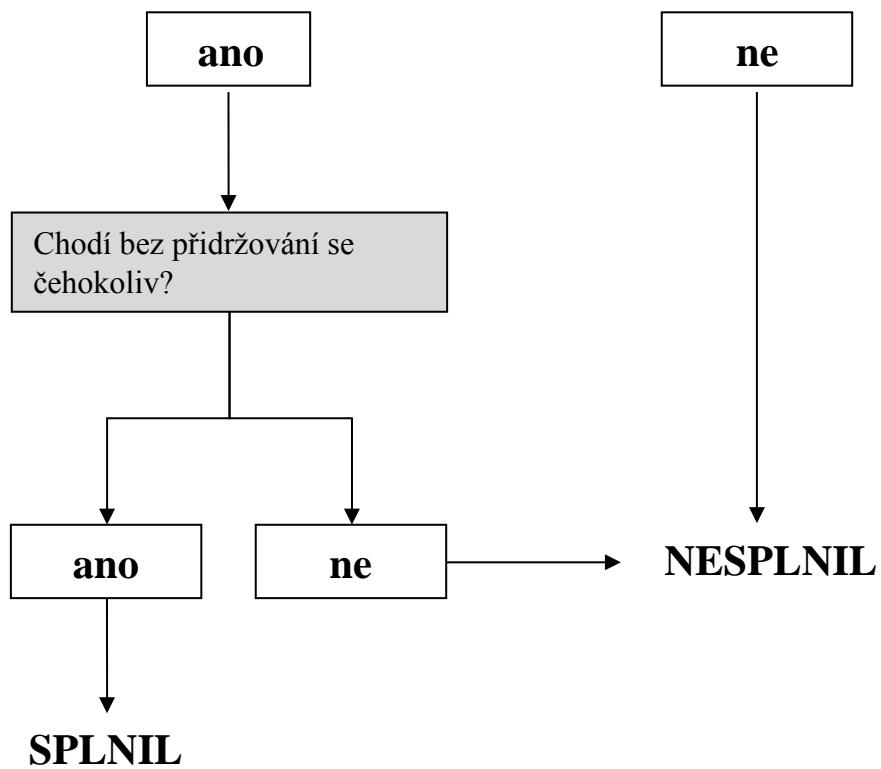 ano
ne
Chodí bez přidržování se
čehokoliv?
ano
ne
NESPLNIL
SPLNIL